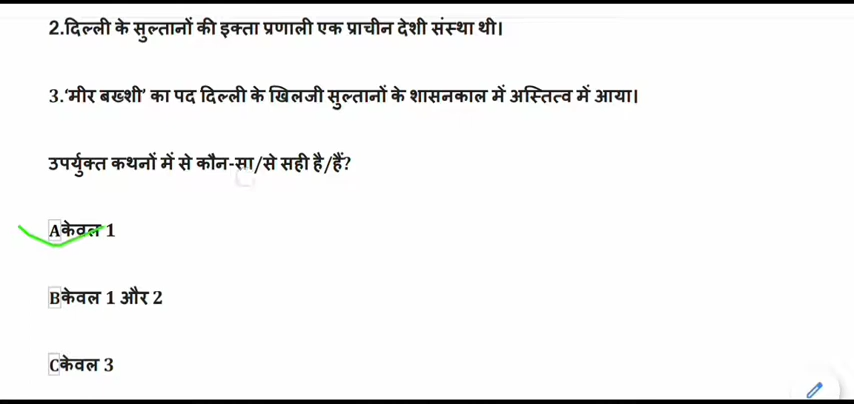 2.दिल्ली के सुल्तानों की इक्ता प्रणाली एक प्राचीन देशी संस्था थी।
3.‘मीर बख्शी’ का पद दिल्ली के खिलजी सुल्तानों के शासनकाल में अस्तित्व में आया।
उपर्युक्त कथनों में से कौन-सा/से सही है/हैं?
Aकेवल 1
Bकेवल 1 और 2
Cकेवल 3